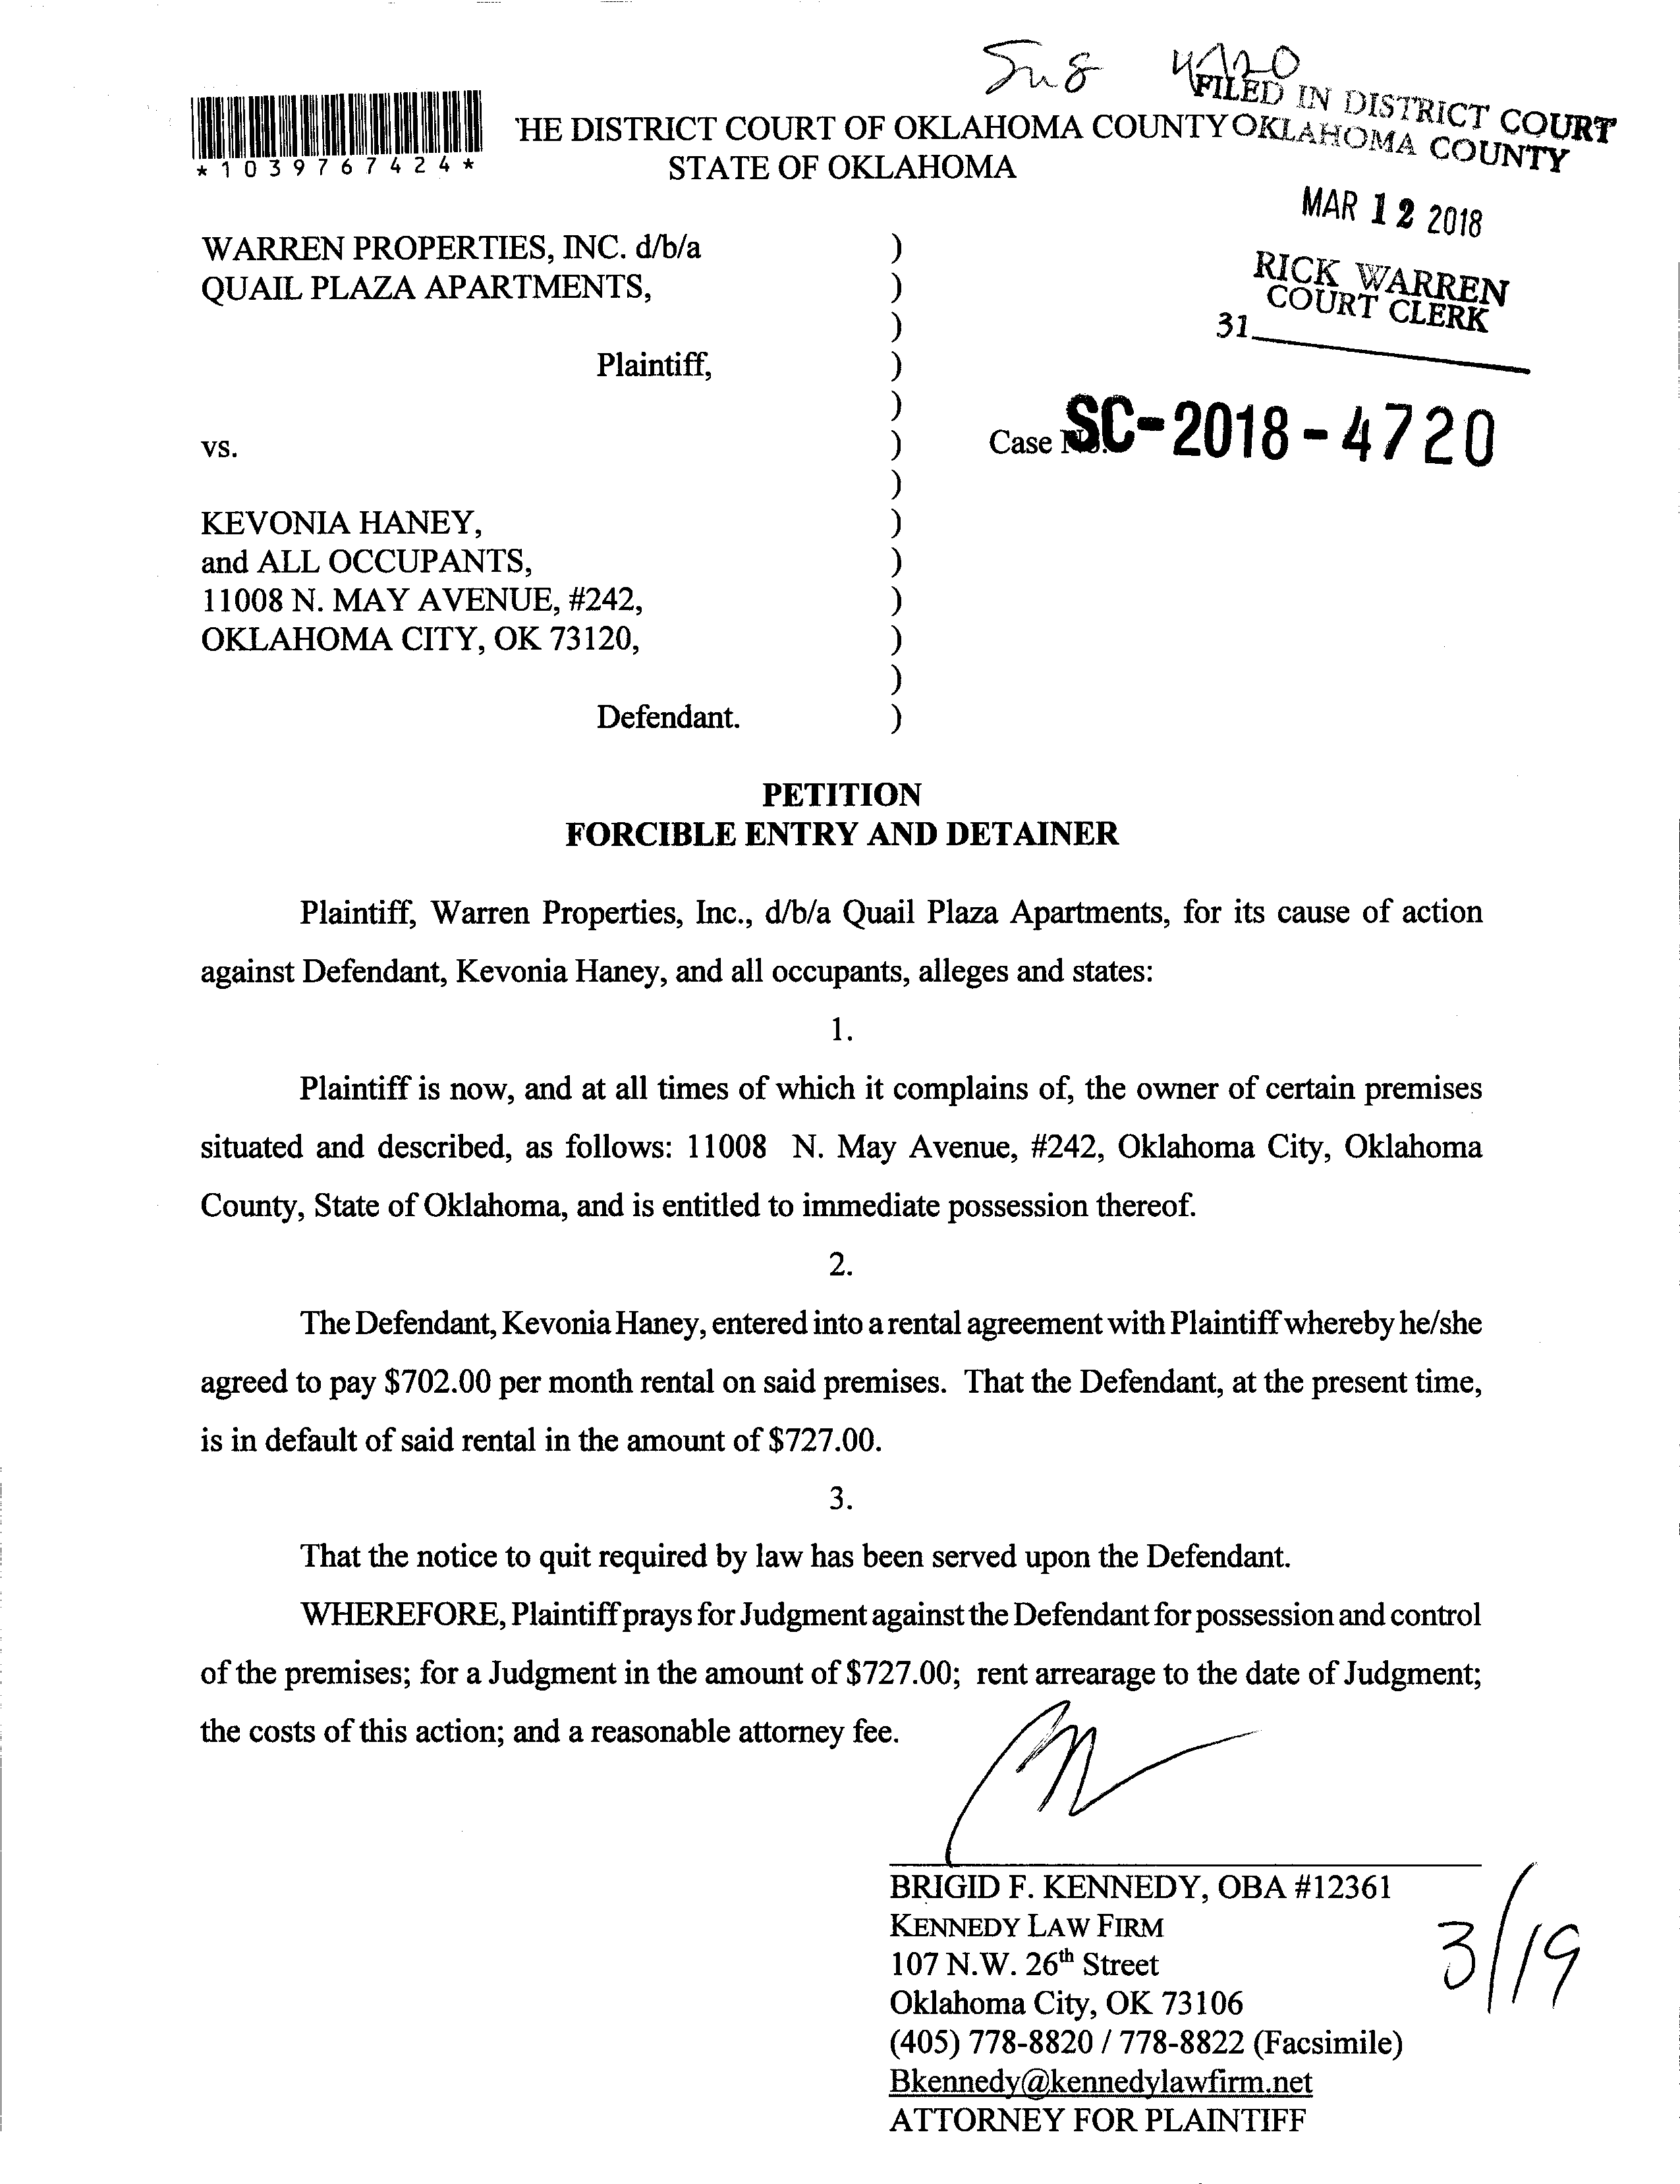 FILED IN DISTRICT COURT
OKLAHOMA COUNTY
*1039767424*
'HE DISTRICT COURT OF OKLAHOMA COUNTY
STATE OF OKLAHOMA
MAR 12 2018
RICK WARREN
COURT CLERK
31
WARREN PROPERTIES, INC. d/b/a )
QUAIL PLAZA APARTMENTS, )
)
Plaintiff, )
)
vs. ) Case No. SC-2018-4720
)
KEVONIA HANEY, )
and ALL OCCUPANTS, )
11008 N. MAY AVENUE, #242, )
OKLAHOMA CITY, OK 73120, )
)
Defendant. )
PETITION
FORCIBLE ENTRY AND DETAINER
Plaintiff, Warren Properties, Inc., d/b/a Quail Plaza Apartments, for its cause of action
against Defendant, Kevonia Haney, and all occupants, alleges and states:
1.
Plaintiff is now, and at all times of which it complains of, the owner of certain premises
situated and described, as follows: 11008 N. May Avenue, #242, Oklahoma City, Oklahoma
County, State of Oklahoma, and is entitled to immediate possession thereof.
2.
The Defendant, Kevonia Haney, entered into a rental agreement with Plaintiff whereby he/she
agreed to pay $702.00 per month rental on said premises. That the Defendant, at the present time,
is in default of said rental in the amount of $727.00.
3.
That the notice to quit required by law has been served upon the Defendant.
WHEREFORE, Plaintiff prays for Judgment against the Defendant for possession and control
of the premises; for a Judgment in the amount of $727.00; rent arrearage to the date of Judgment;
the costs of this action; and a reasonable attorney fee.
BRIGID F. KENNEDY, OBA #12361
KENNEDY LAW FIRM
107 N.W. 26th Street
Oklahoma City, OK 73106
(405) 778-8820 / 778-8822 (Facsimile)
Bkennedy@kennedylawfirm.net
ATTORNEY FOR PLAINTIFF
3/19